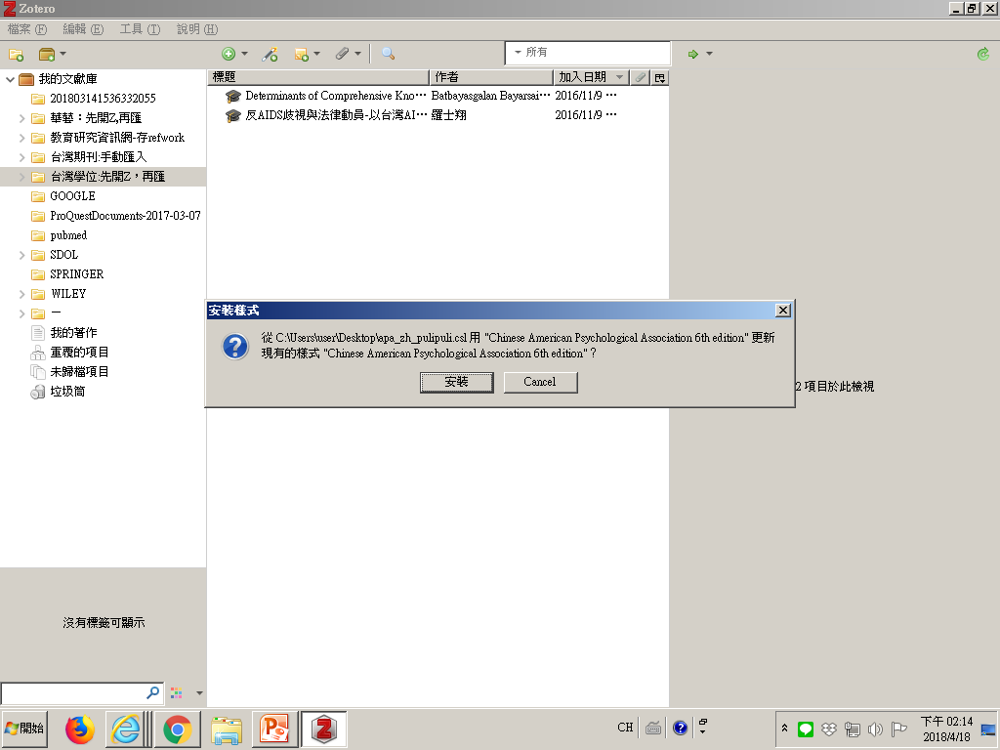 Zotero
檔案 (F) 編輯 (E) 工具 (T) 說明 (H)
所有
我的文獻庫
201803141536332055
華藝：先開Z,再匯
教育研究資訊網-存refwork
台灣期刊:手動匯入
台灣學位:先開Z，再匯
GOOGLE
ProQuestDocuments-2017-03-07
pubmed
SDOL
SPRINGER
WILEY
一
我的著作
重覆的項目
未歸檔項目
垃圾筒
標題 作者 加入日期
Determinants of Comprehensive Kno… Batbayasgalan Bayarsai… 2016/11/9 …
反AIDS歧視與法律動員-以台灣AI… 羅士翔 2016/11/9 …
安裝樣式
從 C:\Users\user\Desktop\apa_zh_pulipuli.csl 用 "Chinese American Psychological Association 6th edition" 更新
現有的樣式 "Chinese American Psychological Association 6th edition"？
安裝 Cancel
2 項目於此檢視
沒有標籤可顯示
開始
CH
下午 02:14
2018/4/18